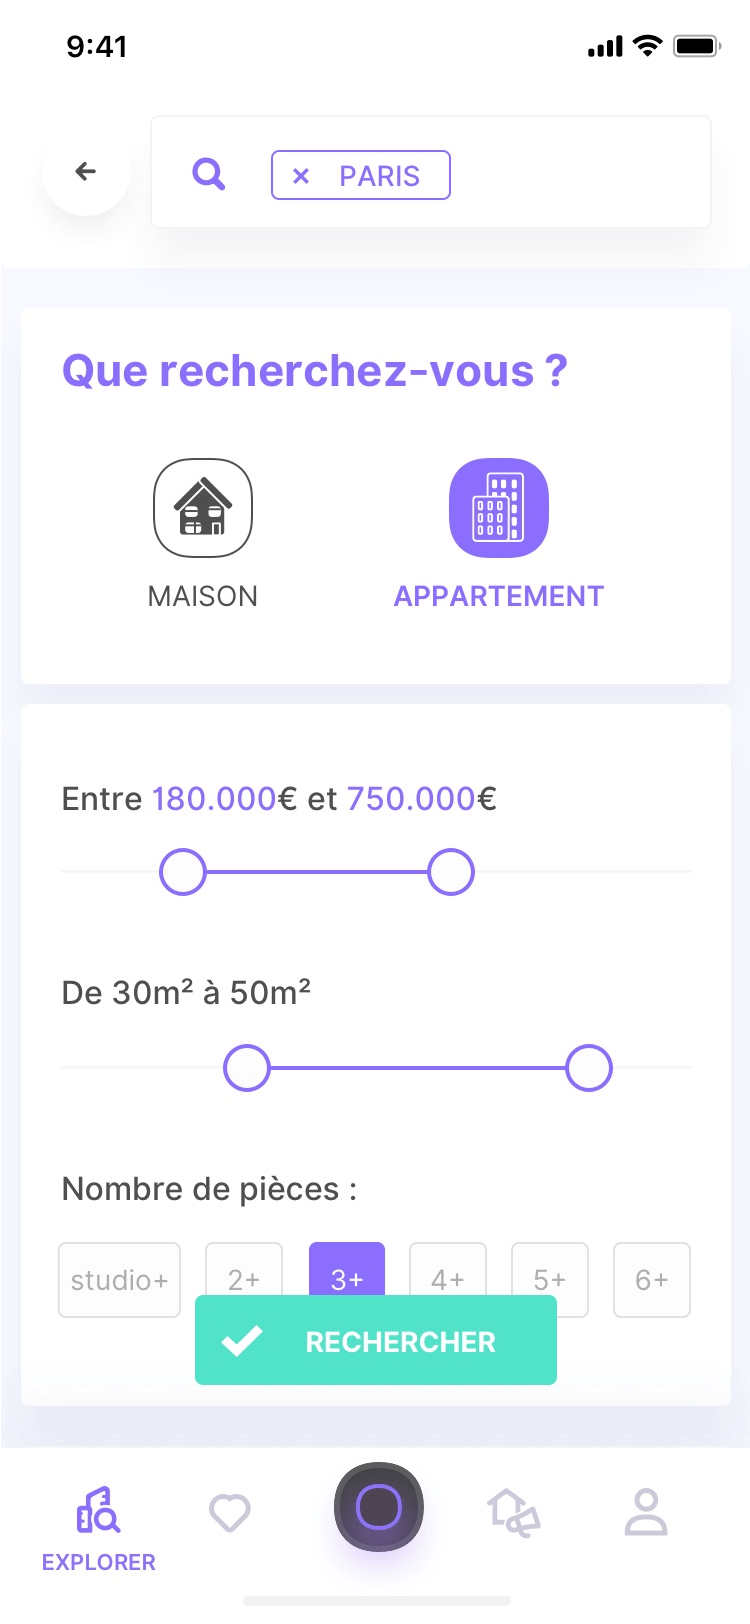 9:41
× PARIS
Que recherchez-vous ?
MAISON
APPARTEMENT
Entre 180.000€ et 750.000€
De 30m² à 50m²
Nombre de pièces :
studio+ 2+ 3+ 4+ 5+ 6+
RECHERCHER
EXPLORER